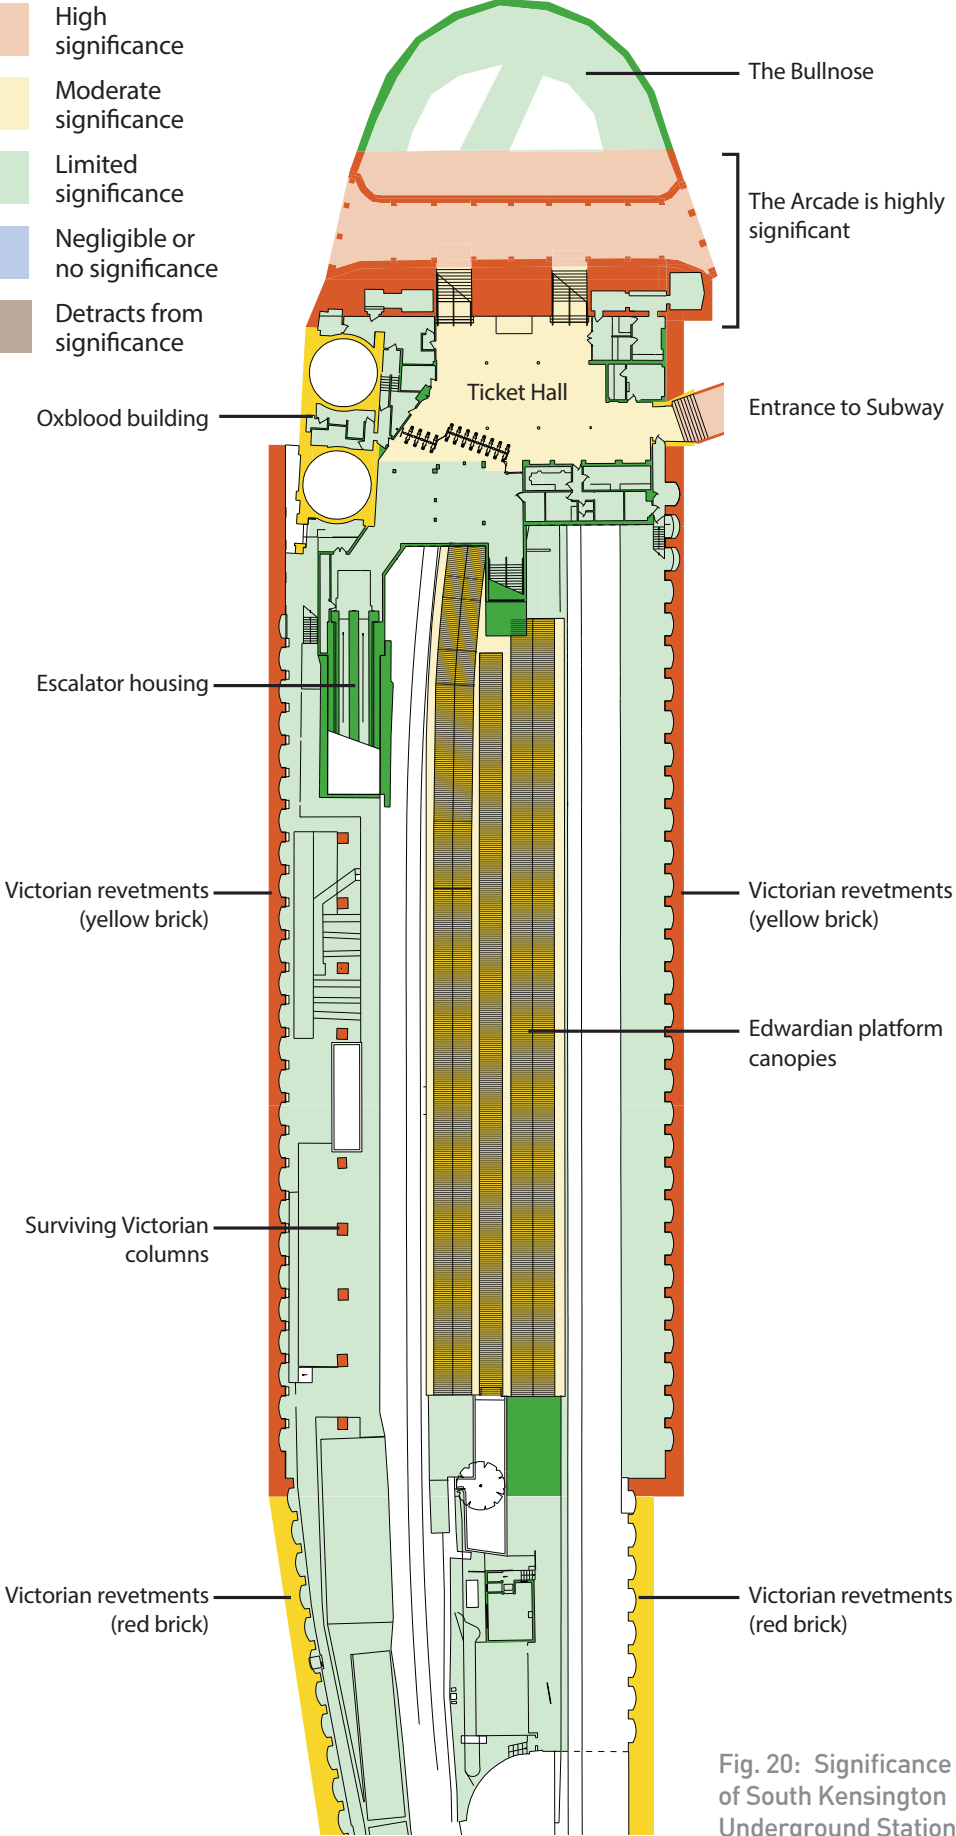 High
significance
Moderate
significance
Limited
significance
Negligible or
no significance
Detracts from
significance
The Bullnose
The Arcade is highly
significant
Ticket Hall
Oxblood building
Entrance to Subway
Escalator housing
Victorian revetments
(yellow brick)
Victorian revetments
(yellow brick)
Edwardian platform
canopies
Surviving Victorian
columns
Victorian revetments
(red brick)
Victorian revetments
(red brick)
Fig. 20: Significance
of South Kensington
Underground Station